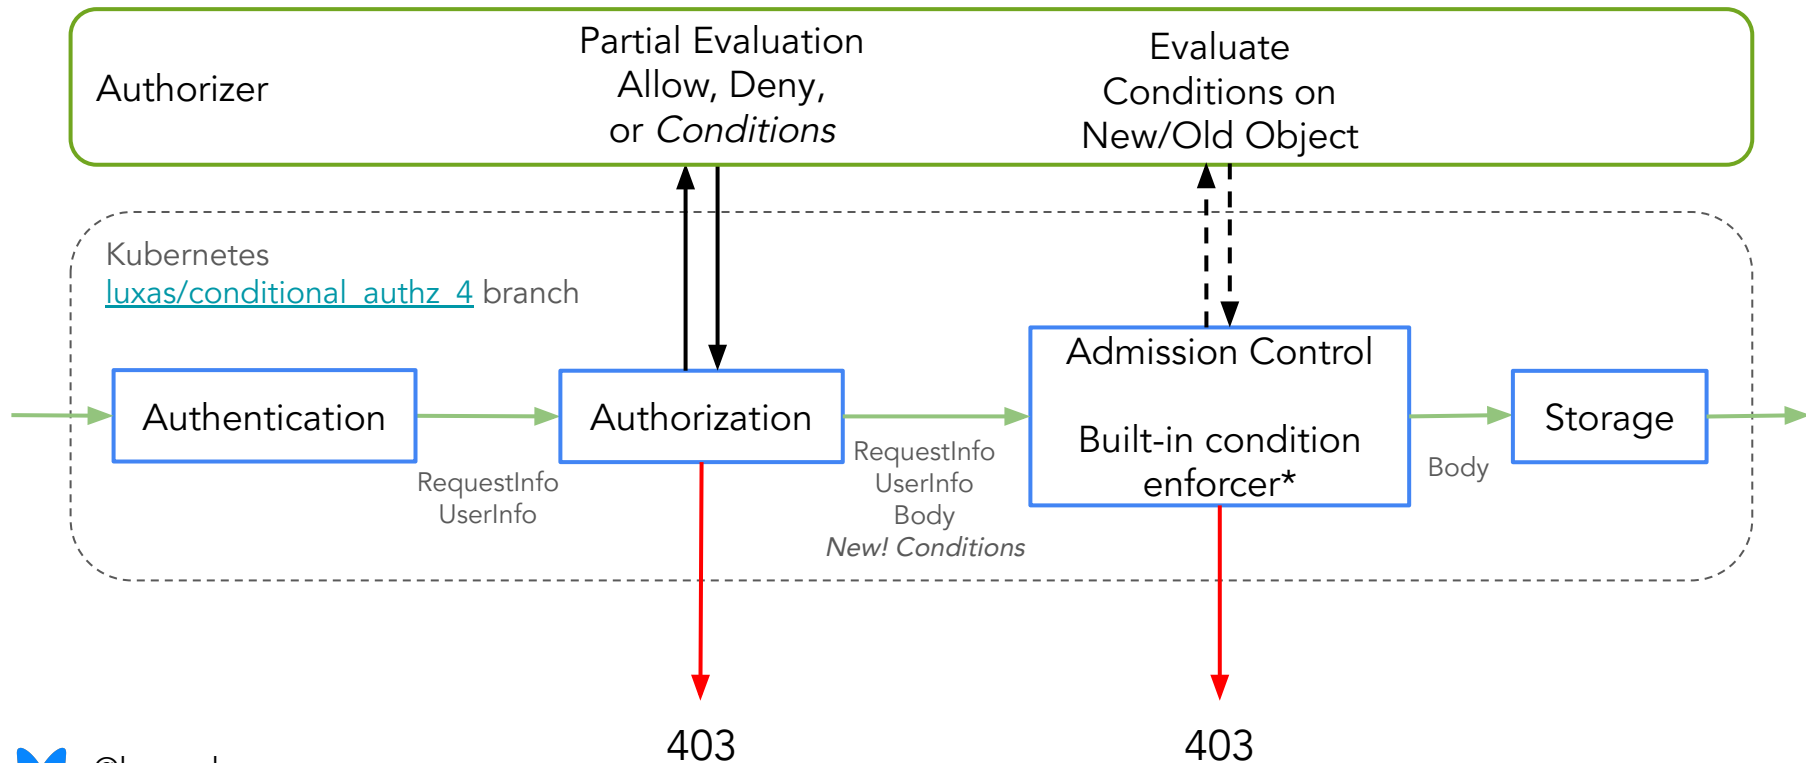 Authorizer
Partial Evaluation
Allow, Deny,
or Conditions
Evaluate
Conditions on
New/Old Object
Kubernetes
luxas/conditional_authz_4 branch
Authentication
RequestInfo
UserInfo
Authorization
RequestInfo
UserInfo
Body
New! Conditions
Admission Control
Built-in condition
enforcer*
Body
Storage
403
403